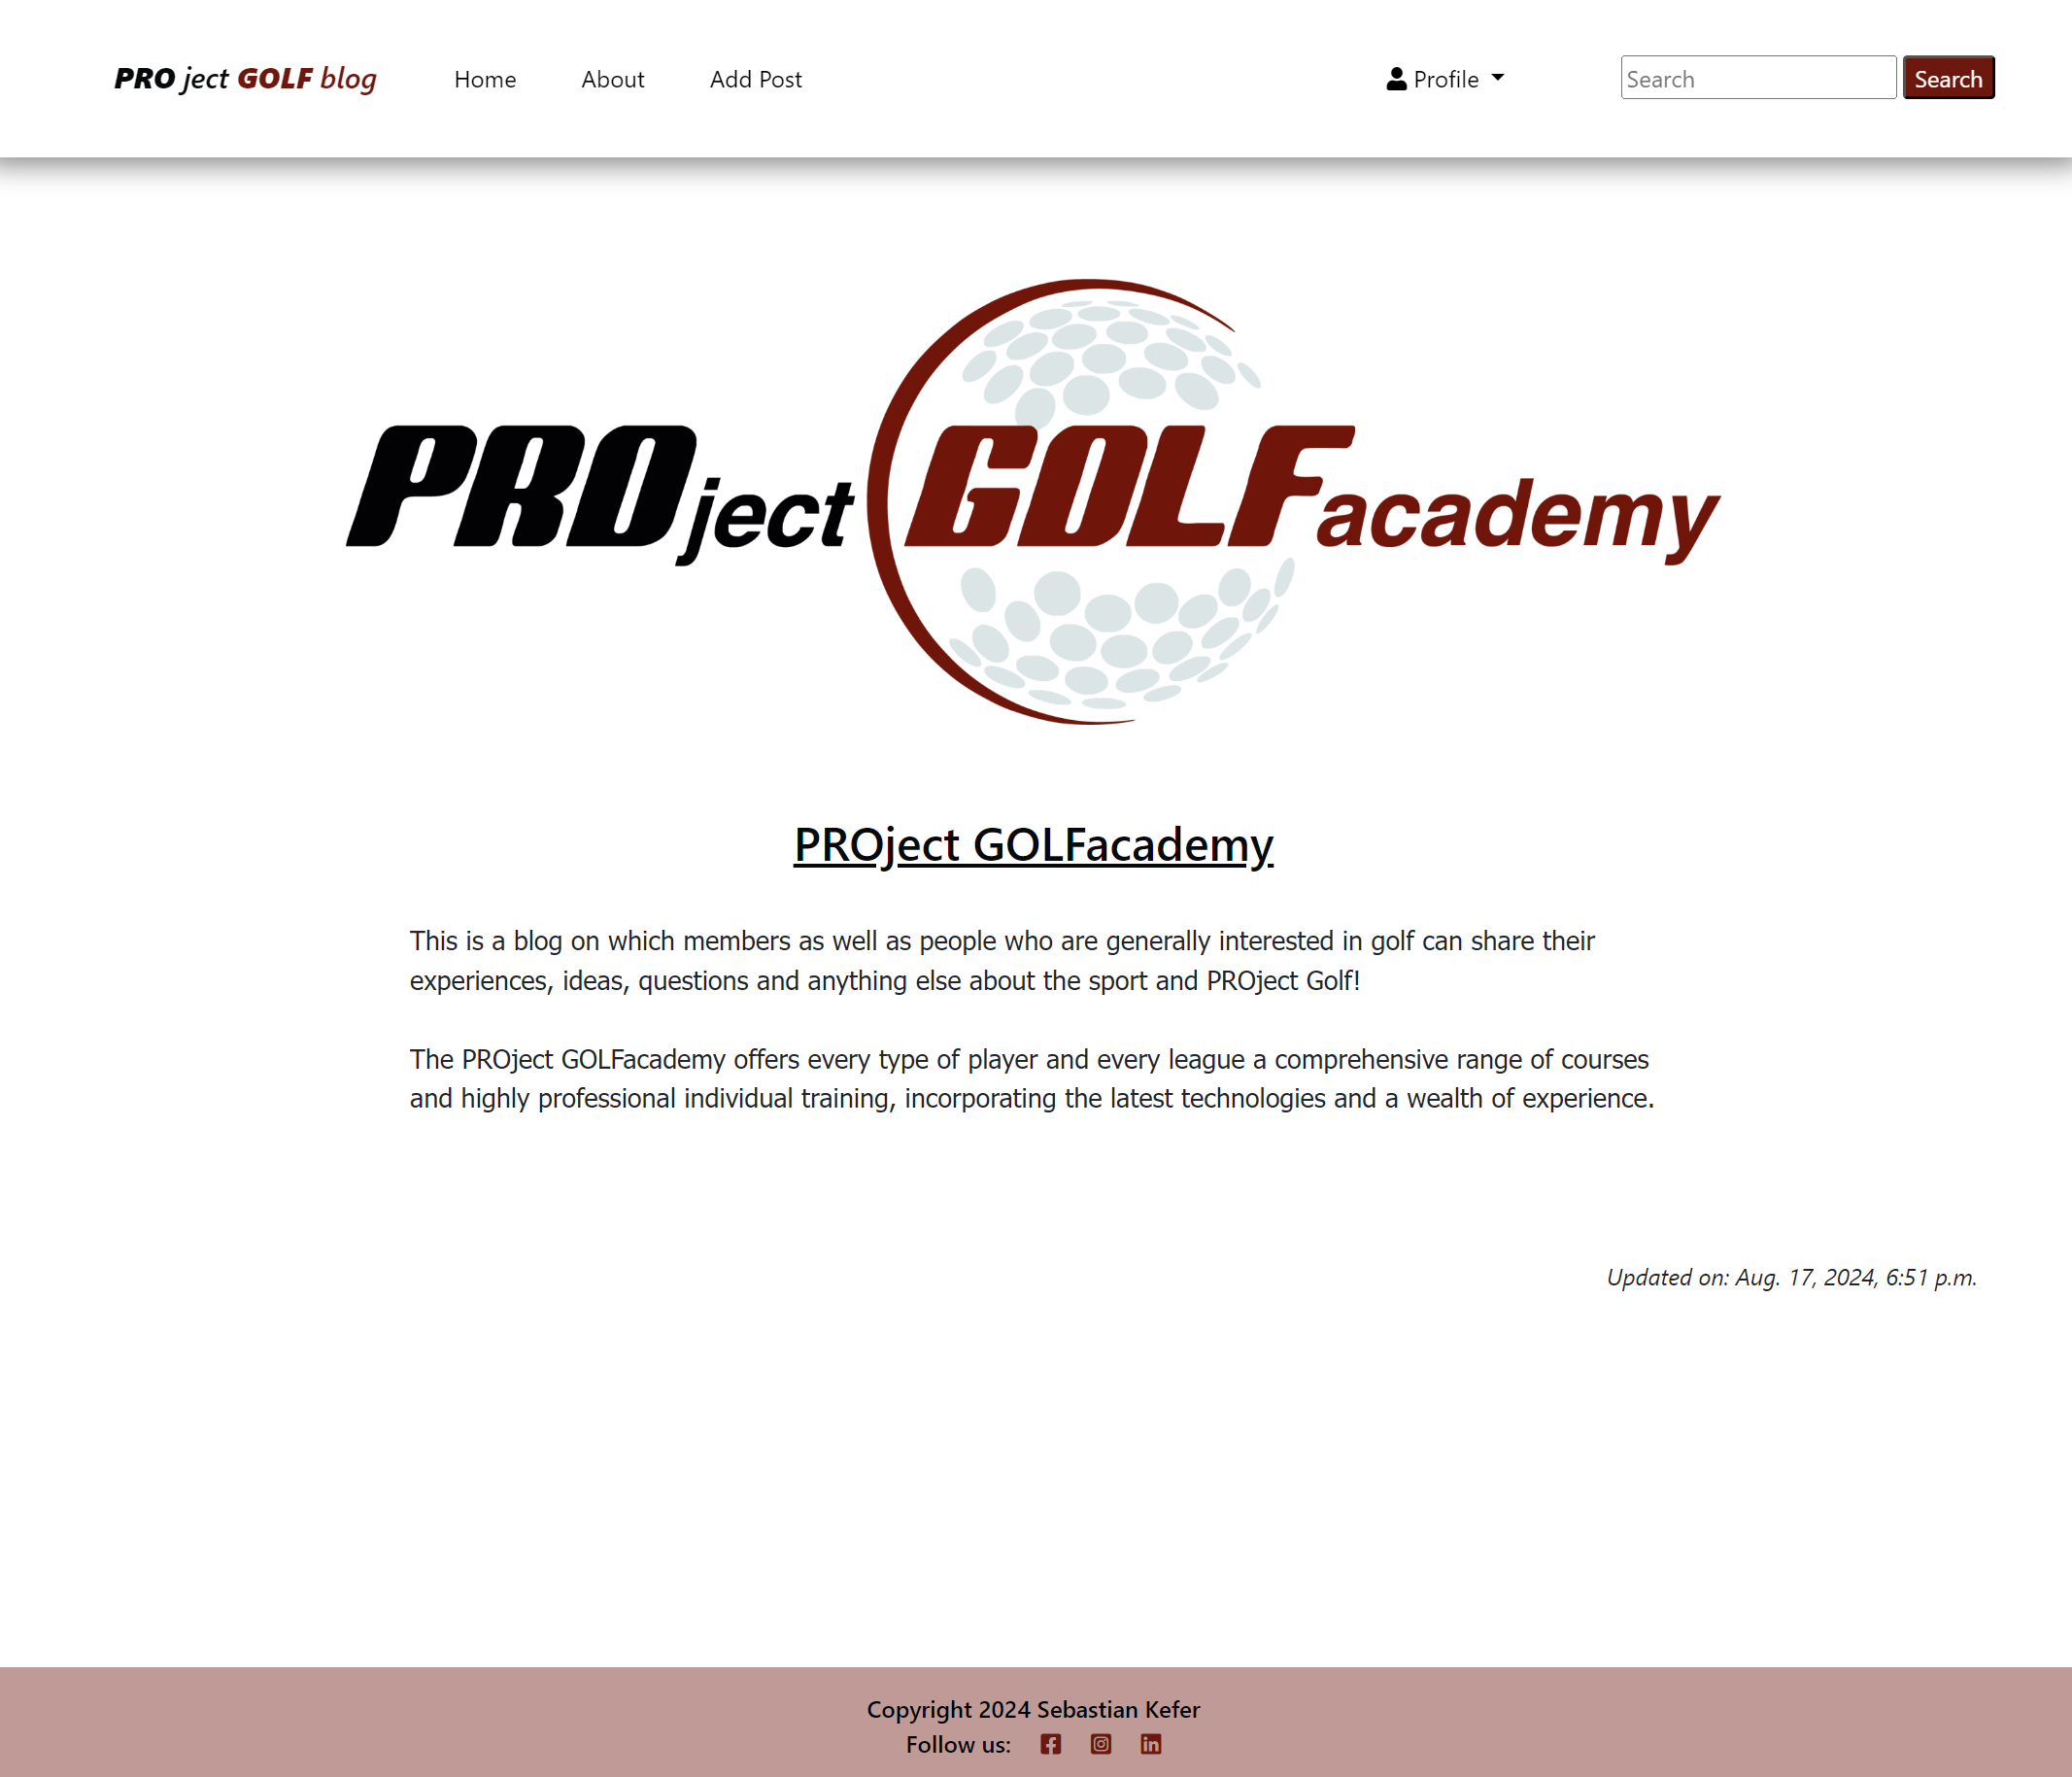 PRO ject GOLF blog Home About Add Post Profile Search Search
PROject GOLFacademy
PROject GOLFacademy
This is a blog on which members as well as people who are generally interested in golf can share their
experiences, ideas, questions and anything else about the sport and PROject Golf!
The PROject GOLFacademy offers every type of player and every league a comprehensive range of courses
and highly professional individual training, incorporating the latest technologies and a wealth of experience.
Updated on: Aug. 17, 2024, 6:51 p.m.
Copyright 2024 Sebastian Kefer
Follow us: